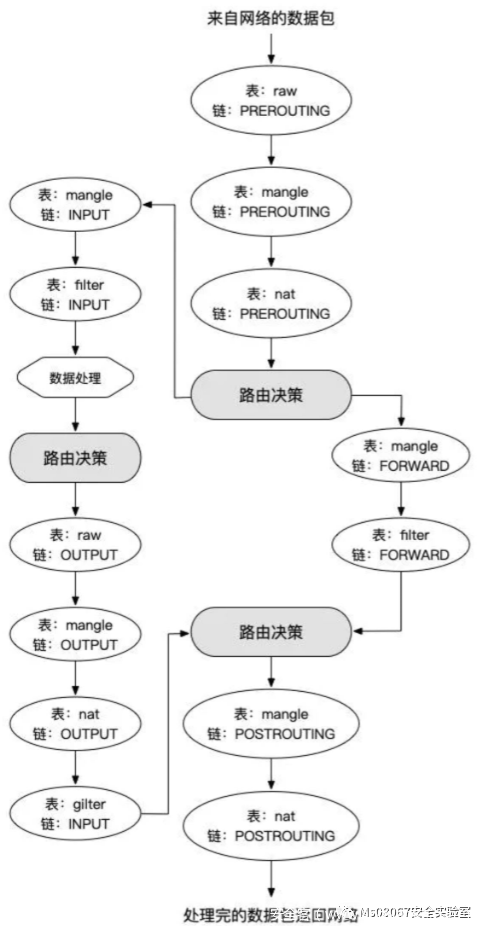 来自网络的数据包
表：raw
链：PREROUTING
表：mangle
链：PREROUTING
表：nat
链：PREROUTING
路由决策
表：mangle
链：INPUT
表：filter
链：INPUT
数据处理
路由决策
表：raw
链：OUTPUT
表：mangle
链：OUTPUT
表：nat
链：OUTPUT
表：gilter
链：INPUT
表：mangle
链：FORWARD
表：filter
链：FORWARD
路由决策
表：mangle
链：POSTROUTING
表：nat
链：POSTROUTING
处理完的数据包返回网络
Ms08067安全实验室